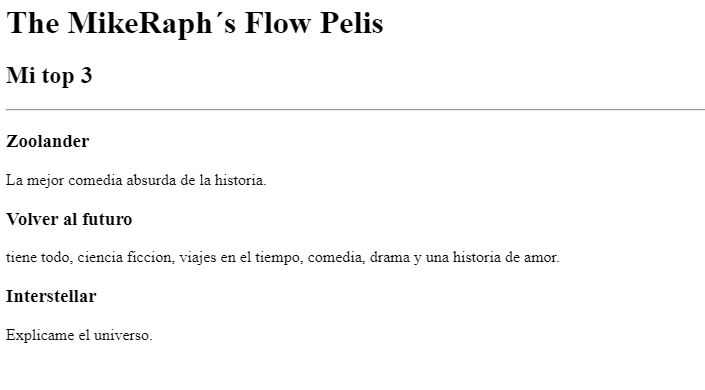 The MikeRaph´s Flow Pelis
Mi top 3
Zoolander
La mejor comedia absurda de la historia.
Volver al futuro
tiene todo, ciencia ficcion, viajes en el tiempo, comedia, drama y una historia de amor.
Interstellar
Explicame el universo.